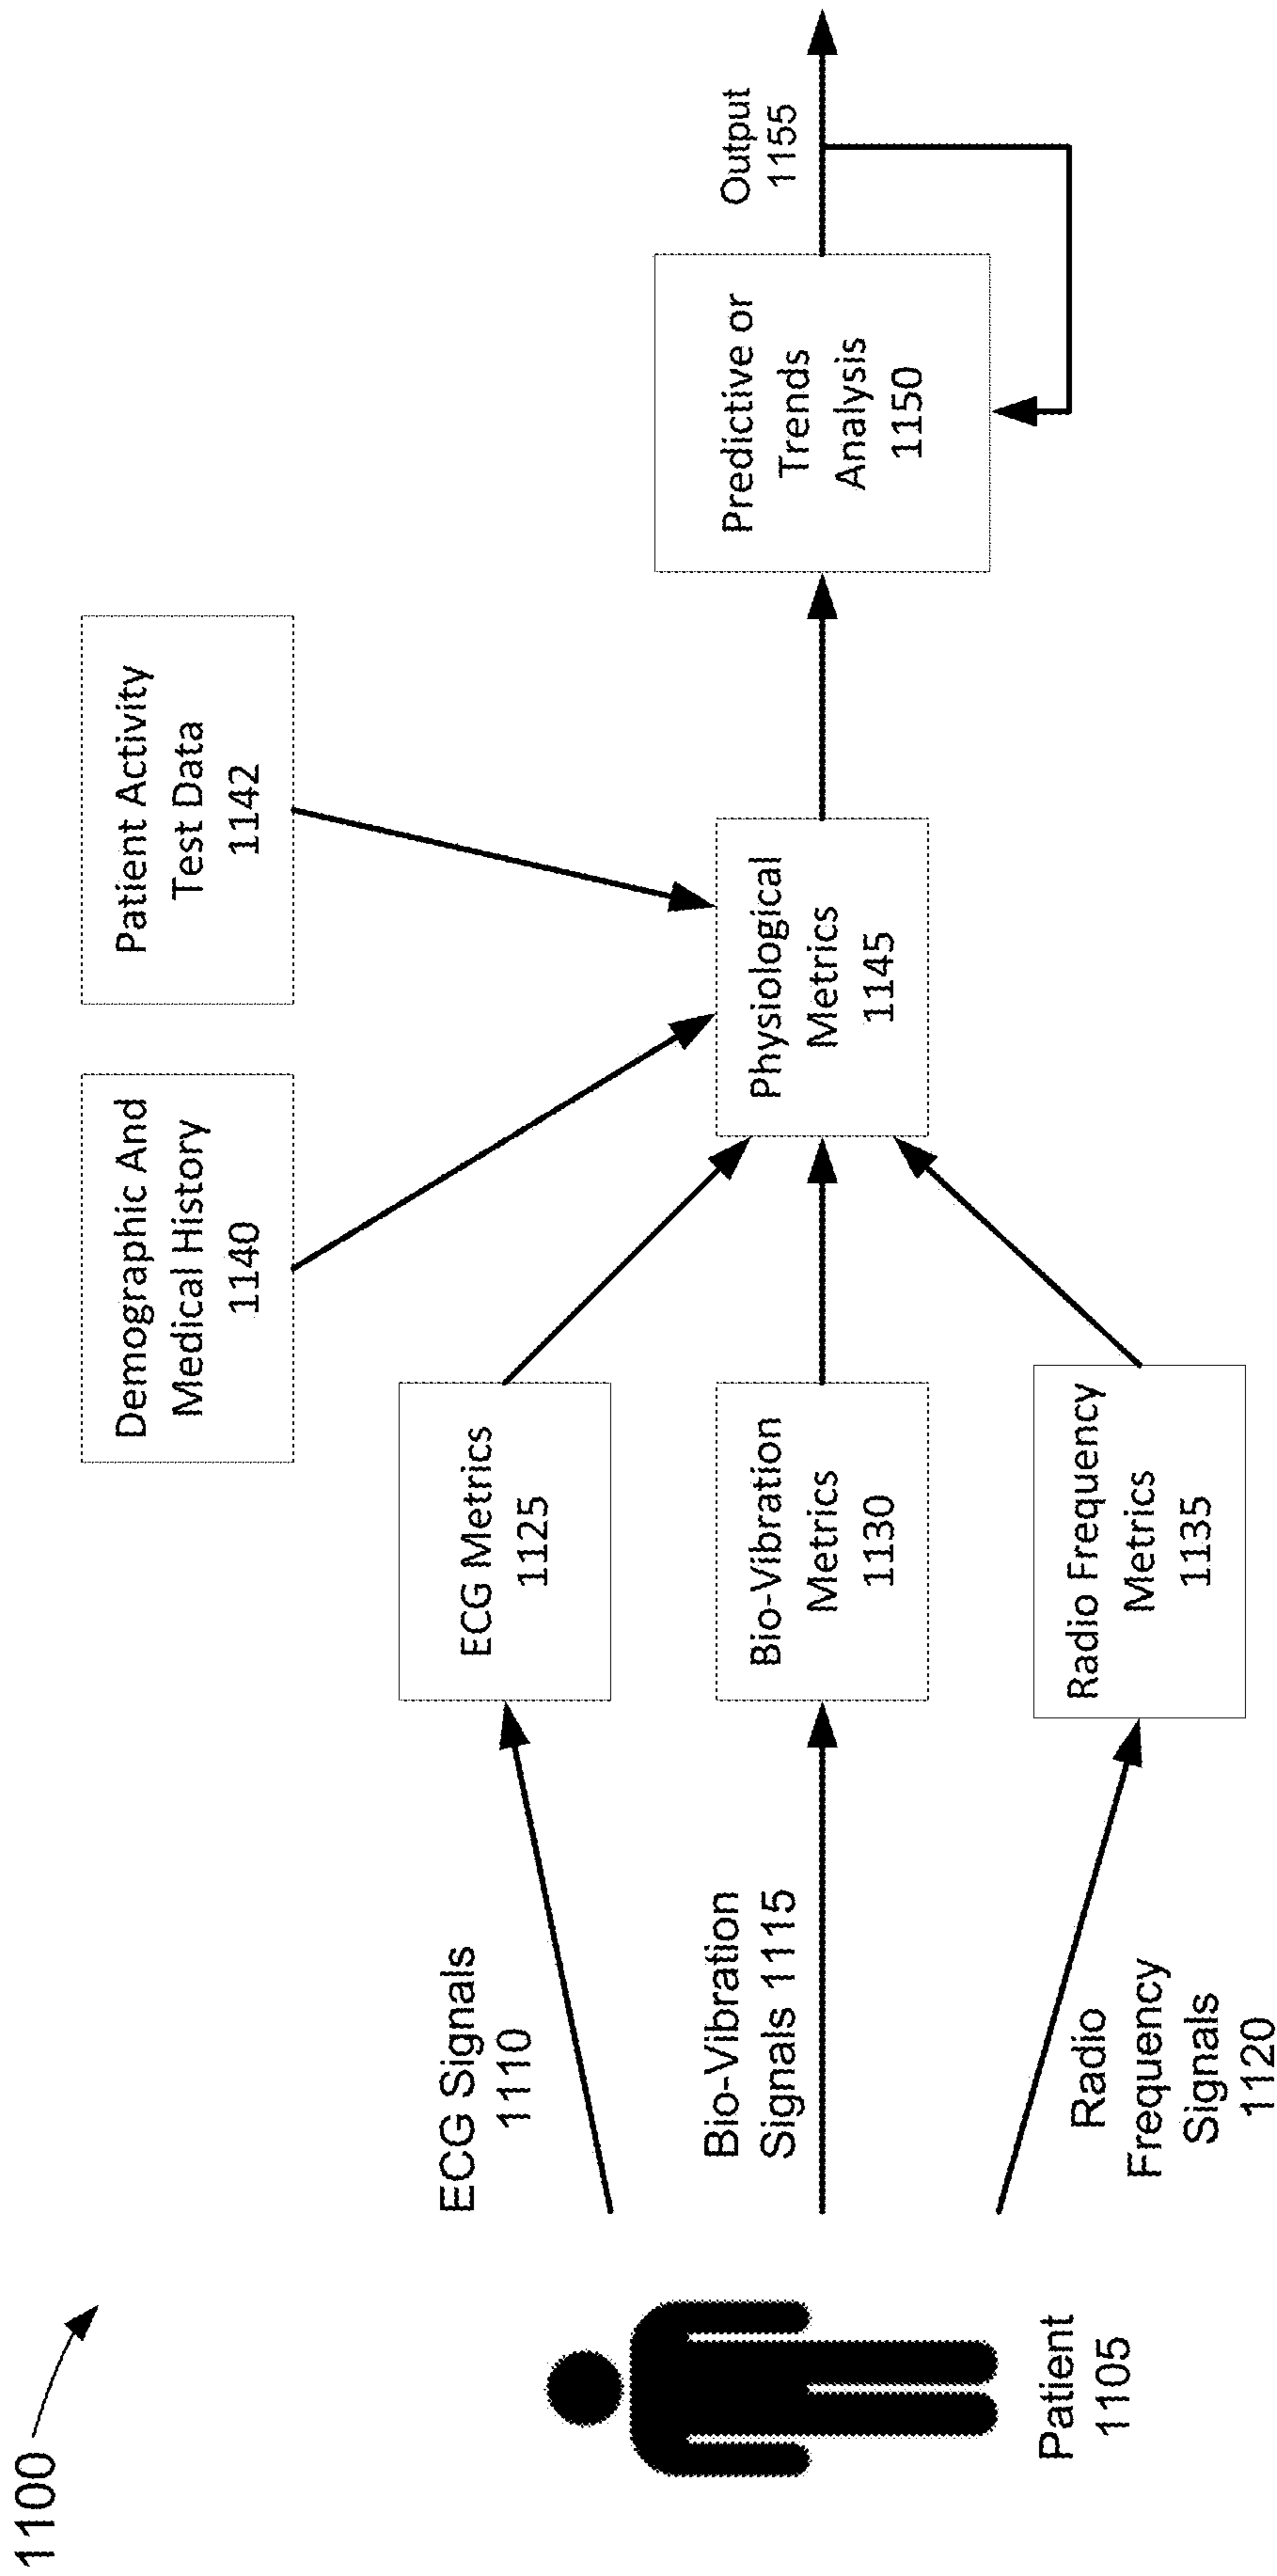 1100
Patient
1105
ECG Signals
1110
Bio-Vibration
Signals 1115
Radio
Frequency
Signals
1120
ECG Metrics
1125
Bio-Vibration
Metrics
1130
Radio Frequency
Metrics
1135
Demographic And
Medical History
1140
Patient Activity
Test Data
1142
Physiological
Metrics
1145
Predictive or
Trends
Analysis
1150
Output
1155